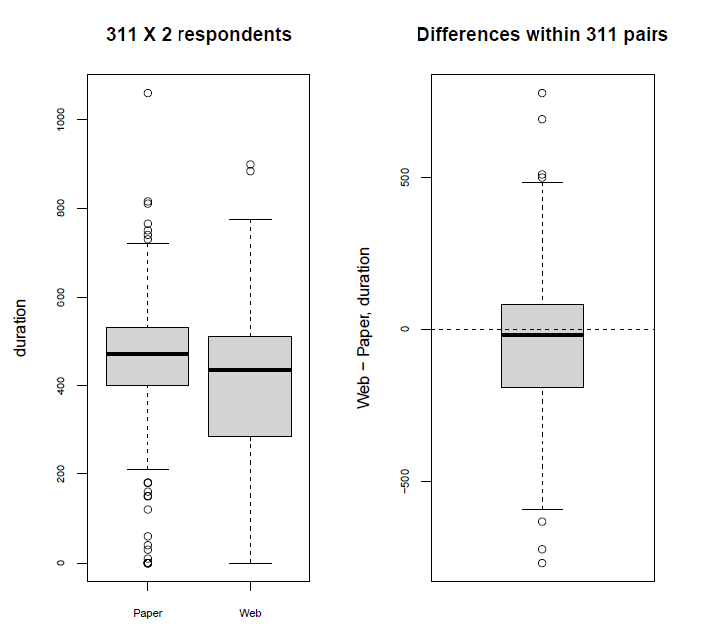 311 X 2 respondents
duration
1000
800
600
400
200
0
Paper
Web
Differences within 311 pairs
Web − Paper, duration
500
0
−500